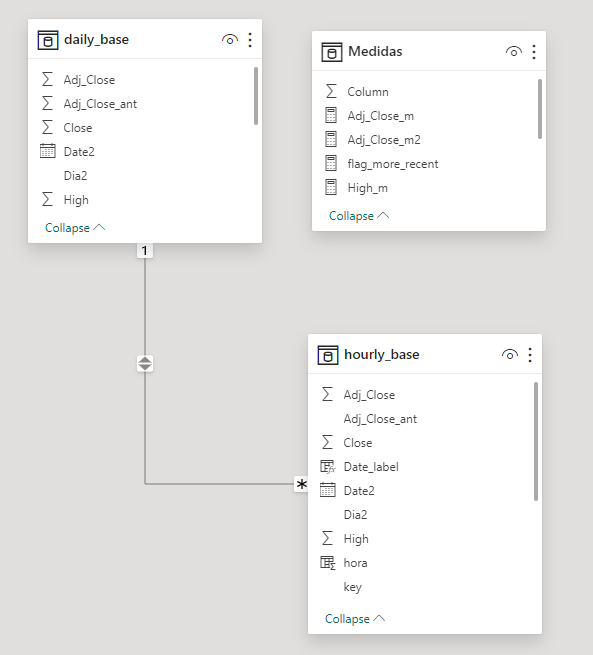 daily_base
Adj_Close
Adj_Close_ant
Close
Date2
Dia2
High
Collapse
1
Medidas
Column
Adj_Close_m
Adj_Close_m2
flag_more_recent
High_m
Collapse
*
hourly_base
Adj_Close
Adj_Close_ant
Close
Date_label
Date2
Dia2
High
hora
key
Collapse